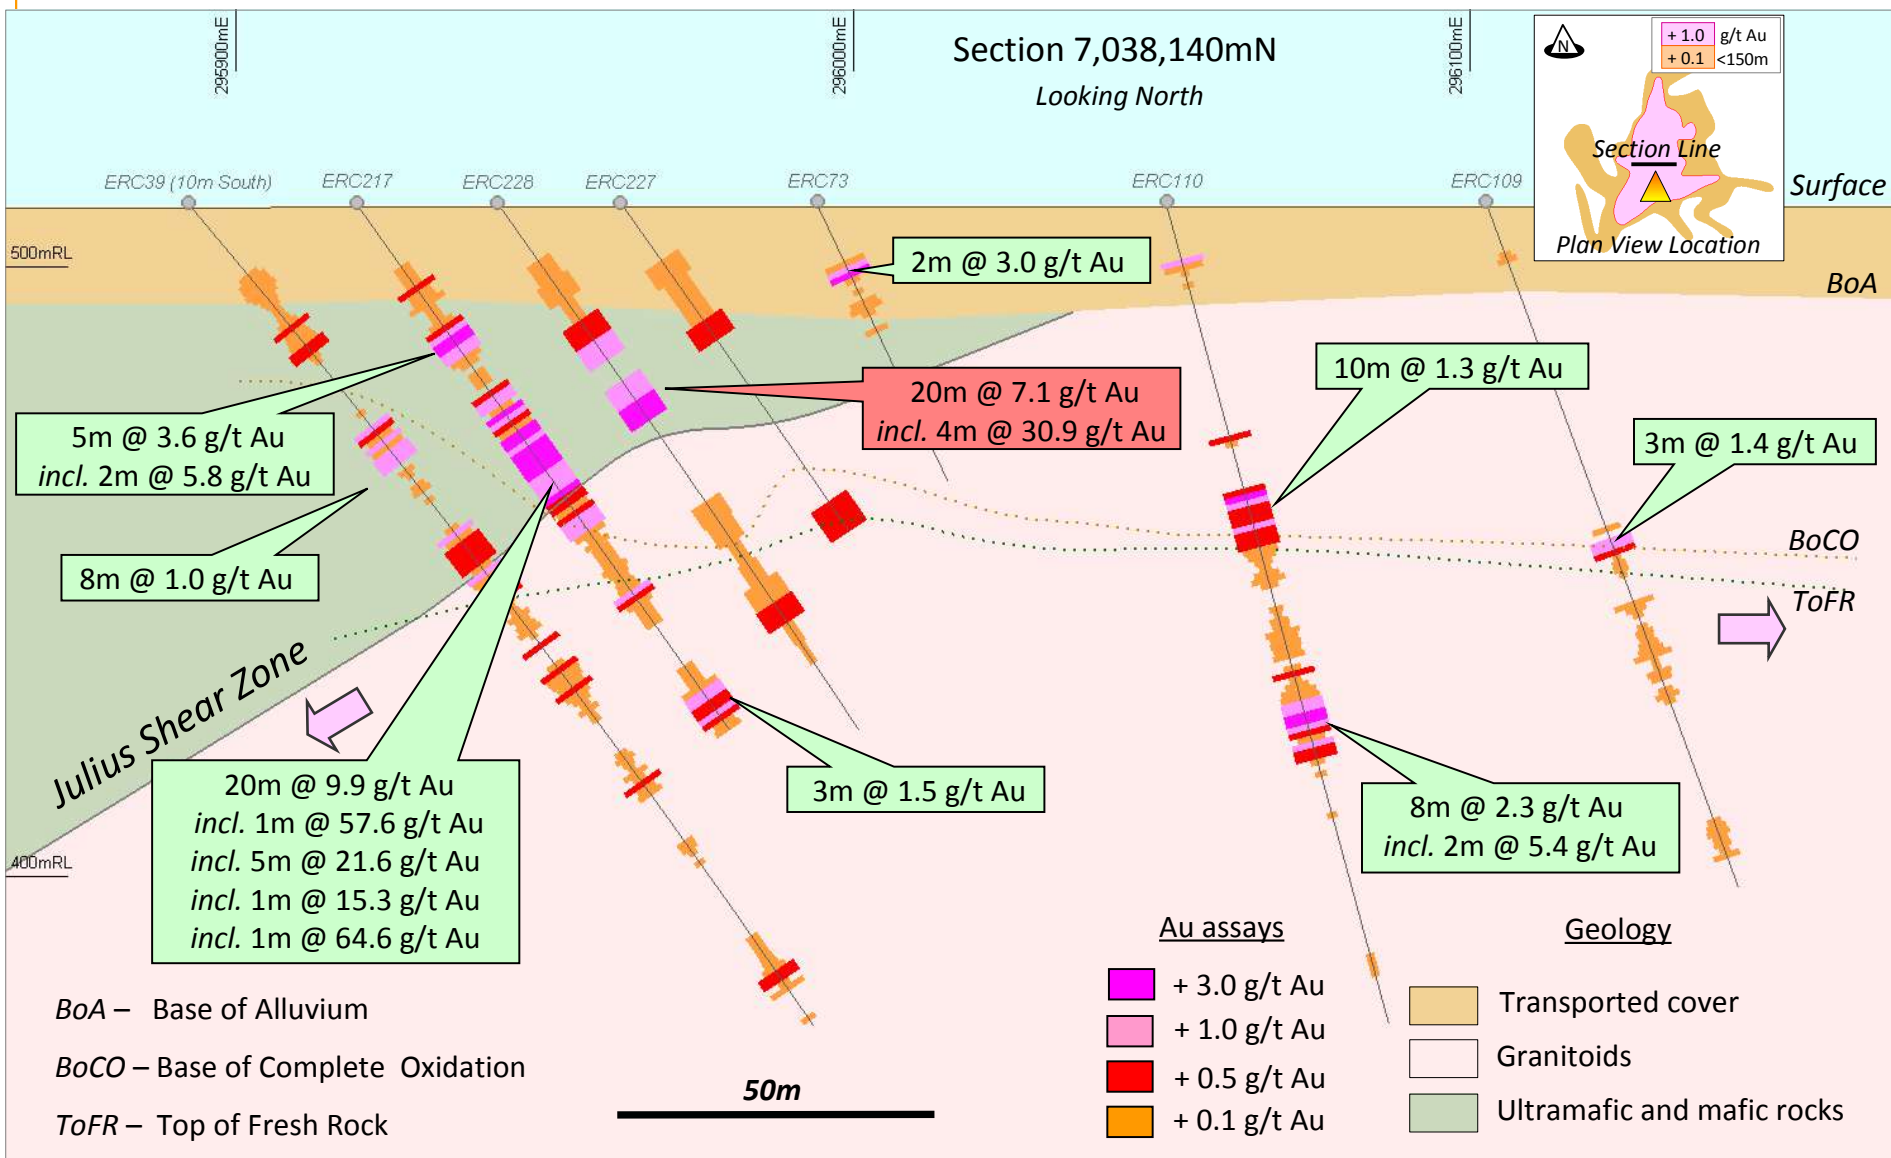 295900mE
296000mE
296100mE
Section 7,038,140mN
Looking North
N
+ 1.0 g/t Au
+ 0.1 <150m
Section Line
Plan View Location
ERC39 (10m South)
ERC217
ERC228
ERC227
ERC73
ERC110
ERC109
Surface
500mRL
BoA
2m @ 3.0 g/t Au
20m @ 7.1 g/t Au
incl. 4m @ 30.9 g/t Au
10m @ 1.3 g/t Au
5m @ 3.6 g/t Au
incl. 2m @ 5.8 g/t Au
3m @ 1.4 g/t Au
8m @ 1.0 g/t Au
BoCO
ToFR
Julius Shear Zone
20m @ 9.9 g/t Au
incl. 1m @ 57.6 g/t Au
incl. 5m @ 21.6 g/t Au
incl. 1m @ 15.3 g/t Au
incl. 1m @ 64.6 g/t Au
3m @ 1.5 g/t Au
8m @ 2.3 g/t Au
incl. 2m @ 5.4 g/t Au
400mRL
BoA – Base of Alluvium
BoCO – Base of Complete Oxidation
ToFR – Top of Fresh Rock
50m
Au assays
+ 3.0 g/t Au
+ 1.0 g/t Au
+ 0.5 g/t Au
+ 0.1 g/t Au
Geology
Transported cover
Granitoids
Ultramafic and mafic rocks